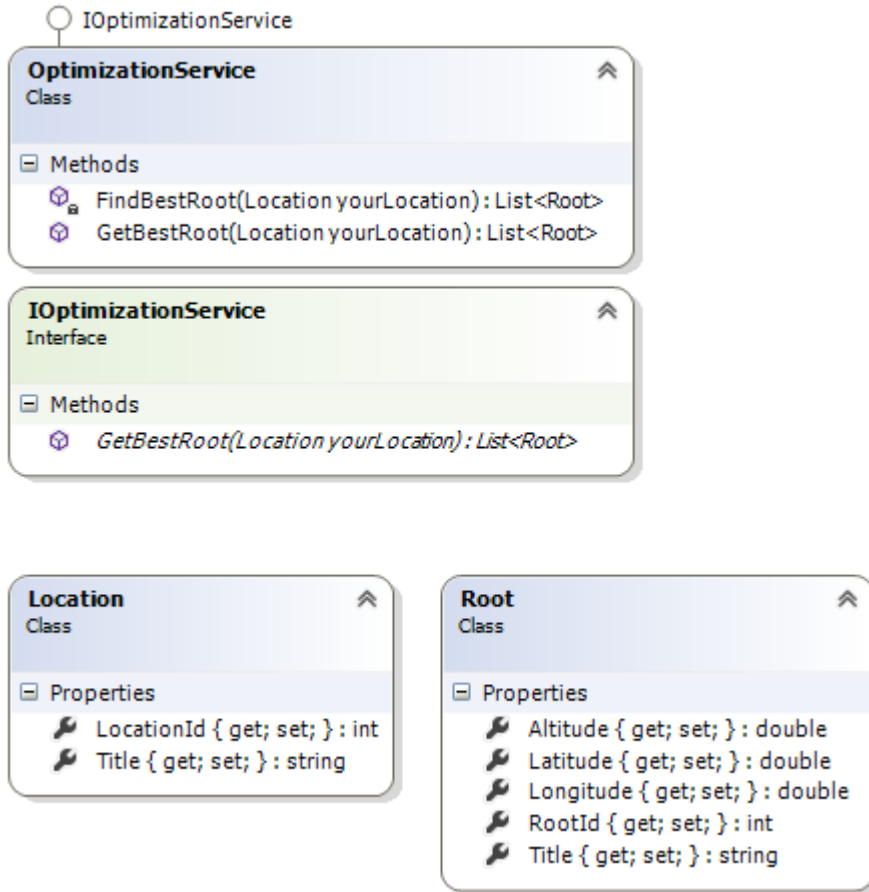 IOptimizationService
OptimizationService
Class
Methods
FindBestRoot(Location yourLocation) : List<Root>
GetBestRoot(Location yourLocation) : List<Root>
IOptimizationService
Interface
Methods
GetBestRoot(Location yourLocation) : List<Root>
Location
Class
Properties
LocationId { get; set; } : int
Title { get; set; } : string
Root
Class
Properties
Altitude { get; set; } : double
Latitude { get; set; } : double
Longitude { get; set; } : double
RootId { get; set; } : int
Title { get; set; } : string